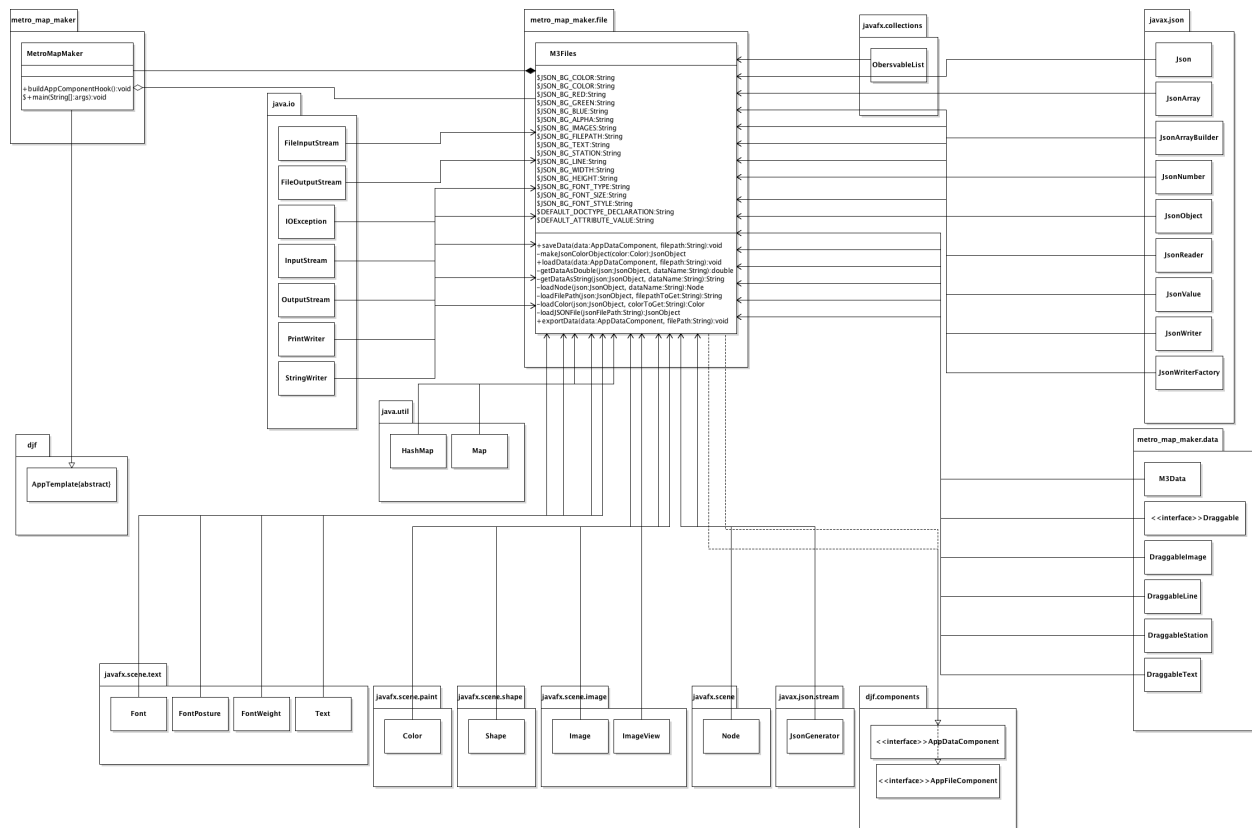 metro_map_maker
MetroMapMaker
+buildAppComponentHook():void
$+main(String[]:args):void
metro_map_maker.file
M3Files
$JSON_BG_COLOR:String
$JSON_BG_COLOR:String
$JSON_BG_RED:String
$JSON_BG_GREEN:String
$JSON_BG_BLUE:String
$JSON_BG_ALPHA:String
$JSON_BG_IMAGES:String
$JSON_BG_FILEPATH:String
$JSON_BG_TEXT:String
$JSON_BG_STATION:String
$JSON_BG_LINE:String
$JSON_BG_WIDTH:String
$JSON_BG_HEIGHT:String
$JSON_BG_FONT_TYPE:String
$JSON_BG_FONT_SIZE:String
$JSON_BG_FONT_STYLE:String
$DEFAULT_DOCTYPE_DECLARATION:String
$DEFAULT_ATTRIBUTE_VALUE:String
+saveData(data:AppDataComponent, filepath:String):void
-makeJsonColorObject(color:Color):JsonObject
+loadData(data:AppDataComponent, filepath:String):void
-getDataAsDouble(json:JsonObject, dataName:String):double
-getDataAsString(json:JsonObject, dataName:String):String
-loadNode(json:JsonObject, dataName:String):Node
-loadFilePath(json:JsonObject, filepathToGet:String):String
-loadColor(json:JsonObject, colorToGet:String):Color
-loadJSONFile(jsonFilePath:String):JsonObject
+exportData(data:AppDataComponent, filePath:String):void
javafx.collections
ObersvableList
javax.json
Json
JsonArray
JsonArrayBuilder
JsonNumber
JsonObject
JsonReader
JsonValue
JsonWriter
JsonWriterFactory
java.io
FileInputStream
FileOutputStream
IOException
InputStream
OutputStream
PrintWriter
StringWriter
java.util
HashMap
Map
djf
AppTemplate(abstract)
metro_map_maker.data
M3Data
<<interface>>Draggable
DraggableImage
DraggableLine
DraggableStation
DraggableText
javafx.scene.text
Font
FontPosture
FontWeight
Text
javafx.scene.paint
Color
javafx.scene.shape
Shape
javafx.scene.image
Image
ImageView
javafx.scene
Node
javax.json.stream
JsonGenerator
djf.components
<<interface>>AppDataComponent
<<interface>>AppFileComponent